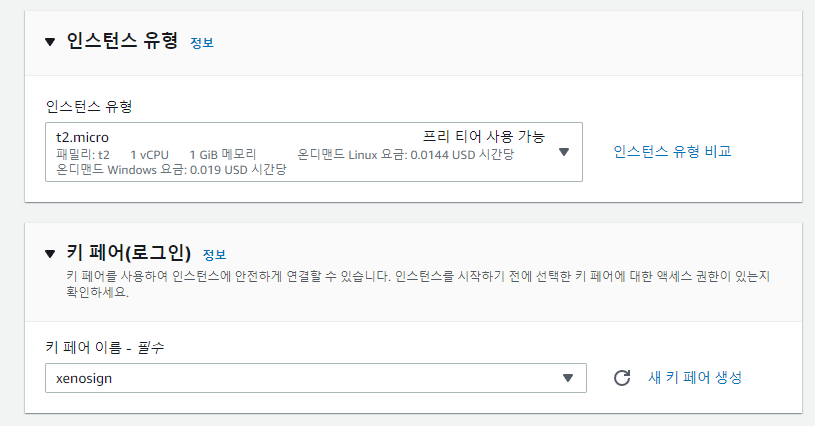 인스턴스 유형 정보
인스턴스 유형
t2.micro 프리 티어 사용 가능
패밀리: t2 1 vCPU 1 GiB 메모리 온디맨드 Linux 요금: 0.0144 USD 시간당
온디맨드 Windows 요금: 0.019 USD 시간당
인스턴스 유형 비교
키 페어(로그인) 정보
키 페어를 사용하여 인스턴스에 안전하게 연결할 수 있습니다. 인스턴스를 시작하기 전에 선택한 키 페어에 대한 액세스 권한이 있는지
확인하세요.
키 페어 이름 - 필수
xenosign
새 키 페어 생성